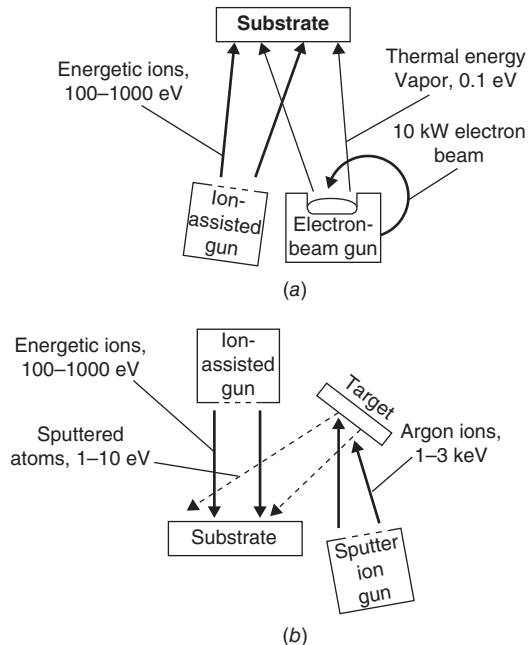 Substrate
Energetic ions,
100–1000 eV
Thermal energy
Vapor, 0.1 eV
10 kW electron
beam
Ion-
assisted
gun
Electron-
beam gun
(a)
Energetic ions,
100–1000 eV
Ion-
assisted
gun
Target
Sputtered
atoms, 1–10 eV
Argon ions,
1–3 keV
Substrate
Sputter
ion
gun
(b)